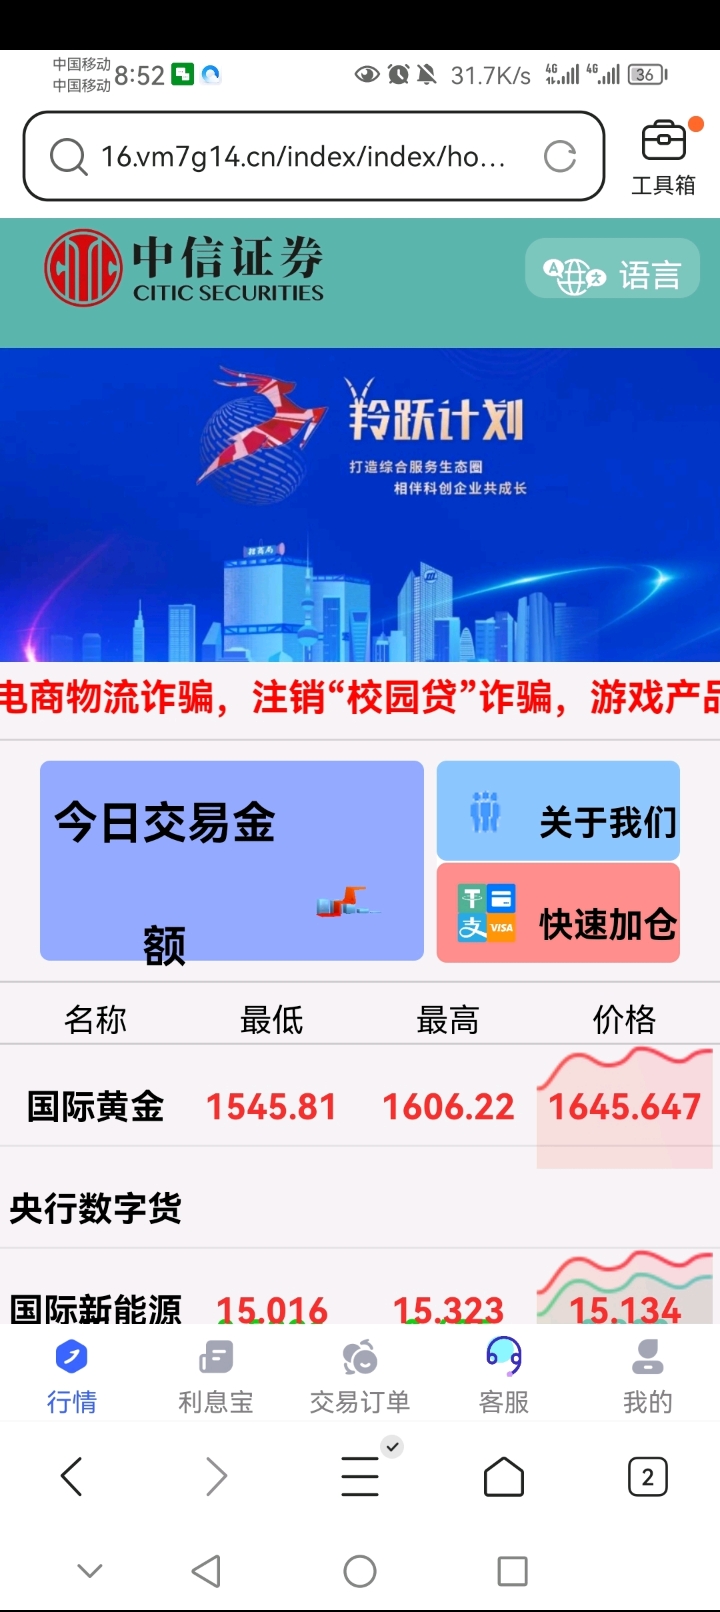 中国移动
中国移动
8:52
31.7K/s
4G
4G
36
16.vm7g14.cn/index/index/ho...
工具箱
中信证券
CITIC SECURITIES
语言
羚跃计划
打造综合服务生态圈
相伴科创企业共成长
招商局
电商物流诈骗，注销“校园贷”诈骗，游戏产品
今日交易金
额
关于我们
支 VISA
快速加仓
名称 最低 最高 价格
国际黄金 1545.81 1606.22 1645.647
央行数字货
国际新能源 15.016 15.323 15.134
行情 利息宝 交易订单 客服 我的
2